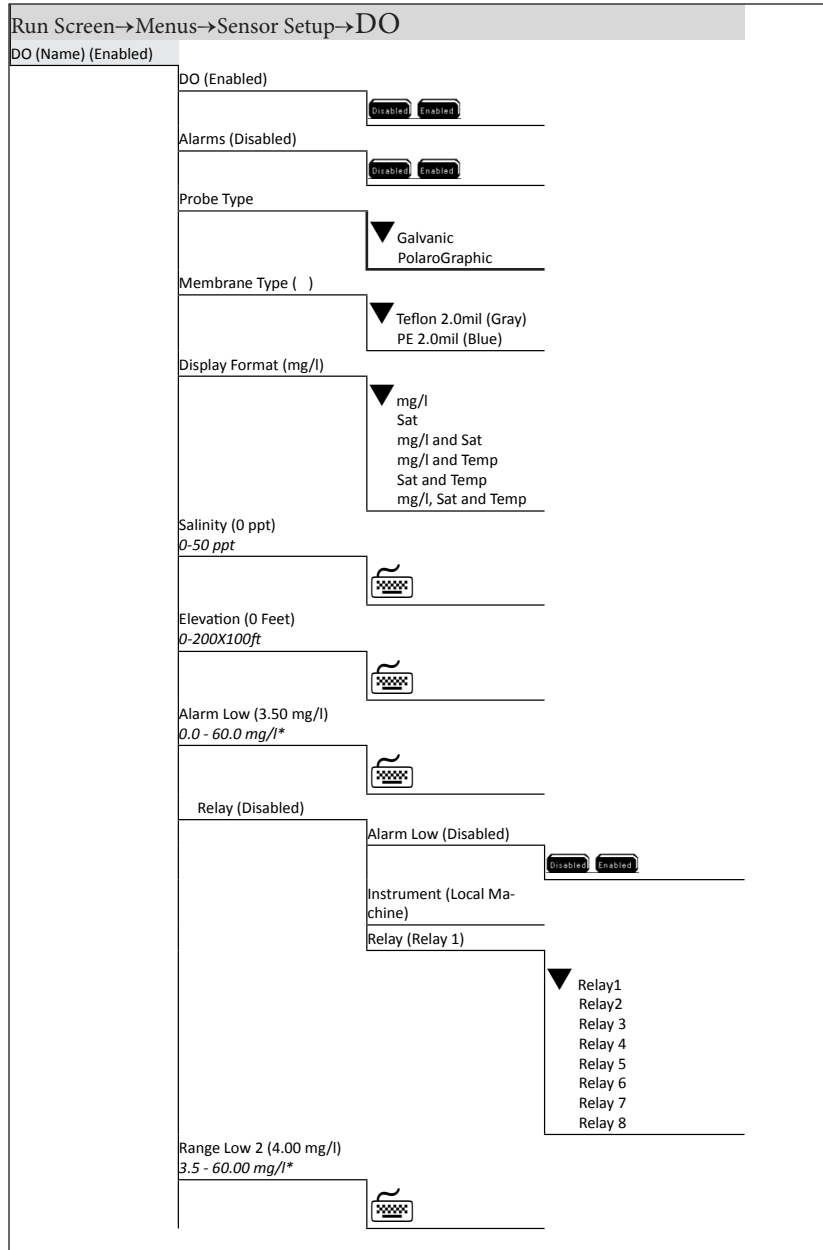 Run Screen→Menus→Sensor Setup→DO
DO (Name) (Enabled)
DO (Enabled)
Disabled Enabled
Alarms (Disabled)
Disabled Enabled
Probe Type
Galvanic
PolaroGraphic
Membrane Type (  )
Teflon 2.0mil (Gray)
PE 2.0mil (Blue)
Display Format (mg/l)
mg/l
Sat
mg/l and Sat
mg/l and Temp
Sat and Temp
mg/l, Sat and Temp
Salinity (0 ppt)
0-50 ppt
Elevation (0 Feet)
0-200X100ft
Alarm Low (3.50 mg/l)
0.0 - 60.0 mg/l*
Relay (Disabled)
Alarm Low (Disabled)
Disabled Enabled
Instrument (Local Ma-
chine)
Relay (Relay 1)
Relay1
Relay2
Relay 3
Relay 4
Relay 5
Relay 6
Relay 7
Relay 8
Range Low 2 (4.00 mg/l)
3.5 - 60.00 mg/l*